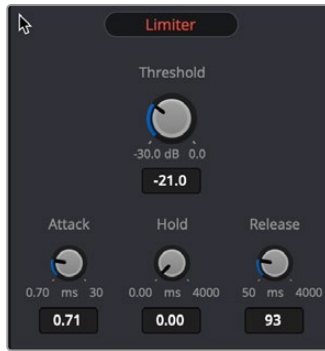 Limiter
Threshold
-30.0 dB 0.0
-21.0
Attack Hold Release
0.70 ms 30 0.00 ms 4000 50 ms 4000
0.71 0.00 93